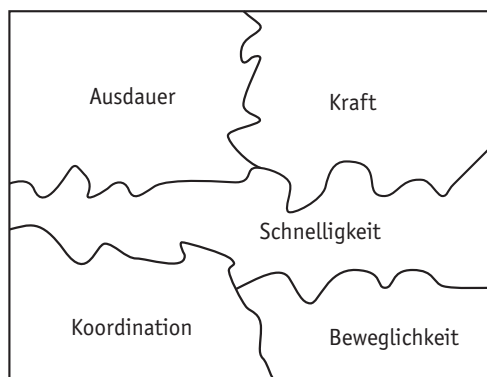 Ausdauer
Kraft
Schnelligkeit
Koordination
Beweglichkeit